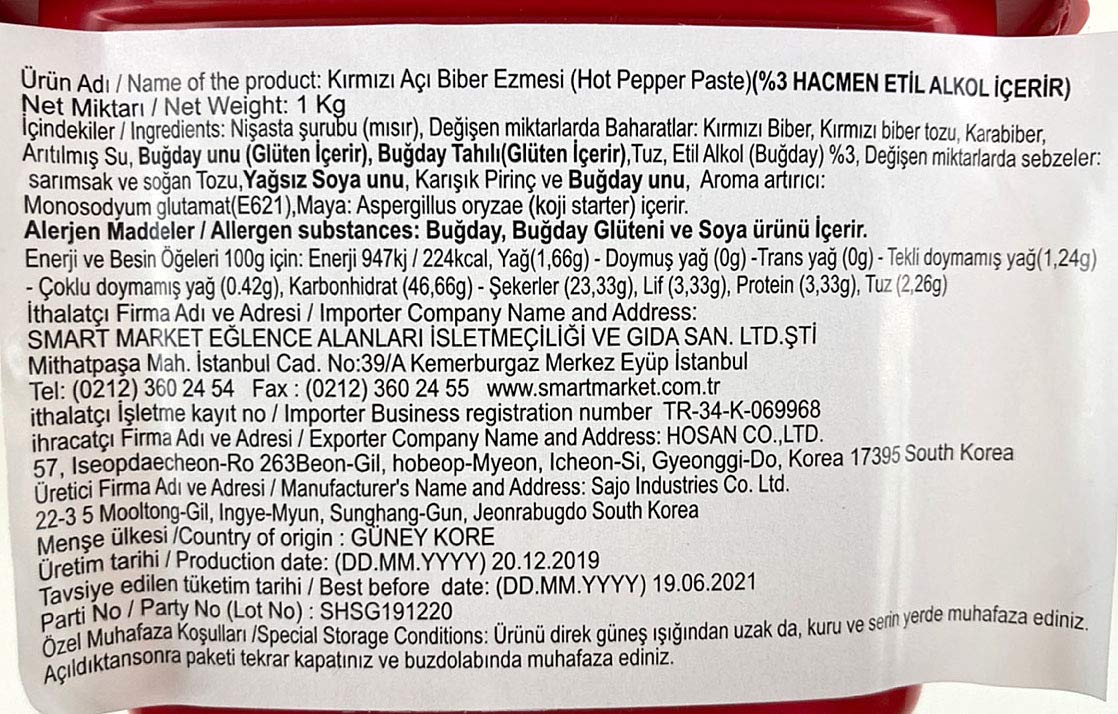 Ürün Adı / Name of the product: Kırmızı Açı Biber Ezmesi (Hot Pepper Paste)(%3 HACMEN ETİL ALKOL İÇERİR)
Net Miktarı / Net Weight: 1 Kg
İçindekiler / Ingredients: Nişasta şurubu (mısır), Değişen miktarlarda Baharatlar: Kırmızı Biber, Kırmızı biber tozu, Karabiber,
Arıtılmış Su, Buğday unu (Glüten İçerir), Buğday Tahılı(Glüten İçerir),Tuz, Etil Alkol (Buğday) %3, Değişen miktarlarda sebzeler:
sarımsak ve soğan Tozu,Yağsız Soya unu, Karışık Pirinç ve Buğday unu, Aroma artırıcı:
Monosodyum glutamat(E621),Maya: Aspergillus oryzae (koji starter) içerir.
Alerjen Maddeler / Allergen substances: Buğday, Buğday Glüteni ve Soya ürünü İçerir.
Enerji ve Besin Öğeleri 100g için: Enerji 947kj / 224kcal, Yağ(1,66g) - Doymuş yağ (0g) -Trans yağ (0g) - Tekli doymamış yağ(1,24g)
- Çoklu doymamış yağ (0.42g), Karbonhidrat (46,66g) - Şekerler (23,33g), Lif (3,33g), Protein (3,33g), Tuz (2,26g)
İthalatçı Firma Adı ve Adresi / Importer Company Name and Address:
SMART MARKET EĞLENCE ALANLARI İSLETMEÇİLİĞİ VE GIDA SAN. LTD.ŞTİ
Mithatpaşa Mah. İstanbul Cad. No:39/A Kemerburgaz Merkez Eyüp İstanbul
Tel: (0212) 360 24 54 Fax : (0212) 360 24 55 www.smartmarket.com.tr
ithalatçı İşletme kayıt no / Importer Business registration number TR-34-K-069968
ihracatçı Firma Adı ve Adresi / Exporter Company Name and Address: HOSAN CO.,LTD.
57, Iseopdaecheon-Ro 263Beon-Gil, hobeop-Myeon, Icheon-Si, Gyeonggi-Do, Korea 17395 South Korea
Üretici Firma Adı ve Adresi / Manufacturer's Name and Address: Sajo Industries Co. Ltd.
22-3 5 Mooltong-Gil, Ingye-Myun, Sunghang-Gun, Jeonrabugdo South Korea
Menşe ülkesi /Country of origin : GÜNEY KORE
Üretim tarihi / Production date: (DD.MM.YYYY) 20.12.2019
Tavsiye edilen tüketim tarihi / Best before date: (DD.MM.YYYY) 19.06.2021
Parti No / Party No (Lot No) : SHSG191220
Özel Muhafaza Koşulları /Special Storage Conditions: Ürünü direk güneş ışığından uzak da, kuru ve serin yerde muhafaza ediniz.
Açıldıktansonra paketi tekrar kapatınız ve buzdolabında muhafaza ediniz.